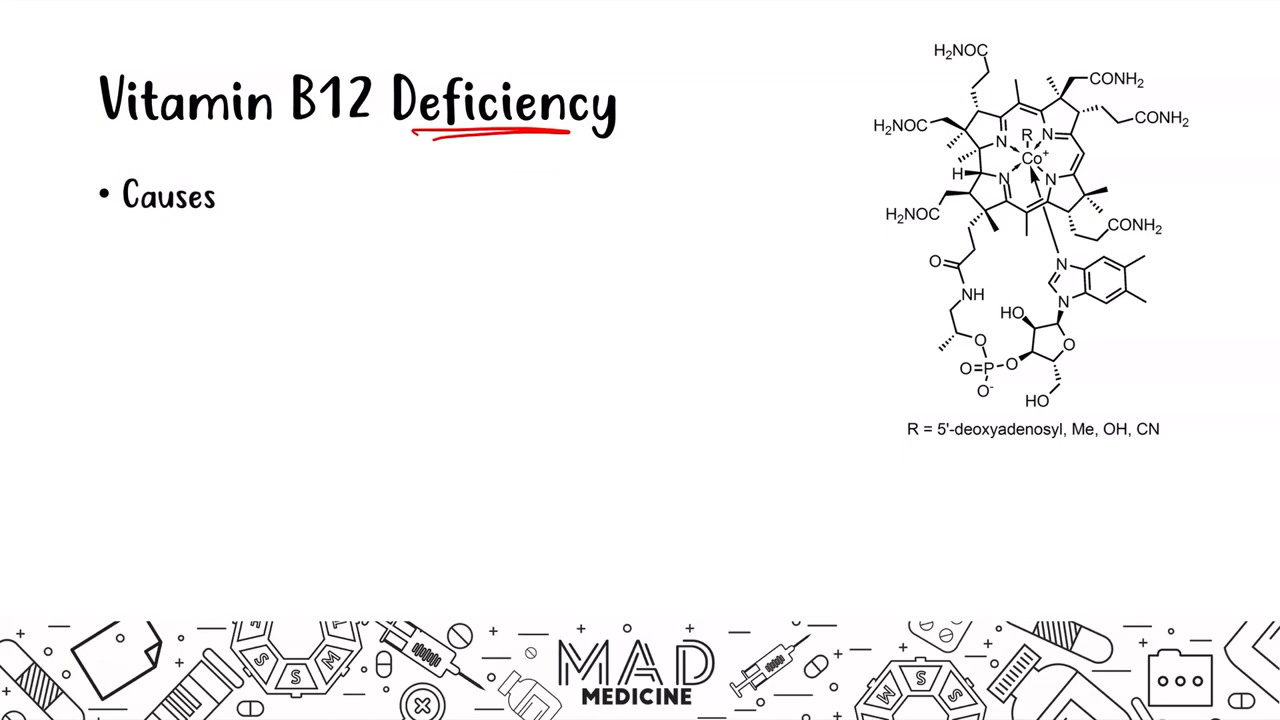 Vitamin B12 Deficiency
• Causes
H₂NOC
CONH₂
H₂NOC
CONH₂
R
N N
Co⁺
H
N N
H₂NOC
CONH₂
O
N
NH
N
HO
O
O
O=P-O
O⁻
HO
R = 5'-deoxyadenosyl, Me, OH, CN
S S M
M S S
MAD
MEDICINE